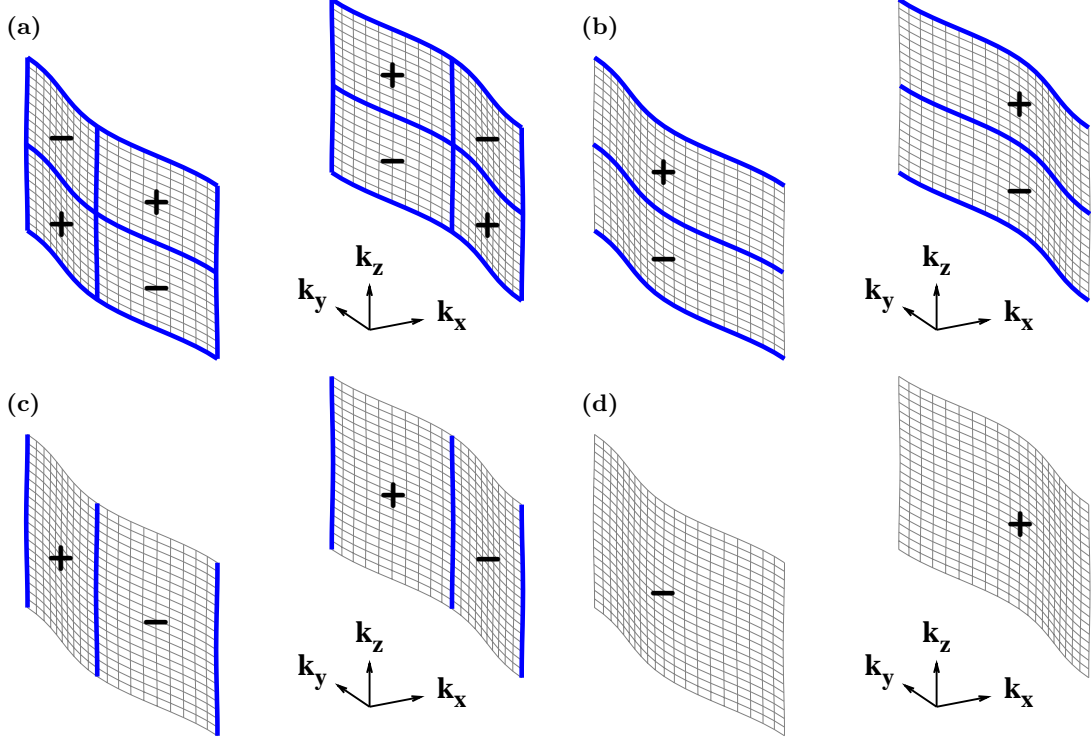 (a)
− +
+ −
+ −
− +
k_z
k_y k_x
(b)
+
−
+
−
k_z
k_y k_x
(c)
+ −
+ −
k_z
k_y k_x
(d)
−
+
k_z
k_y k_x